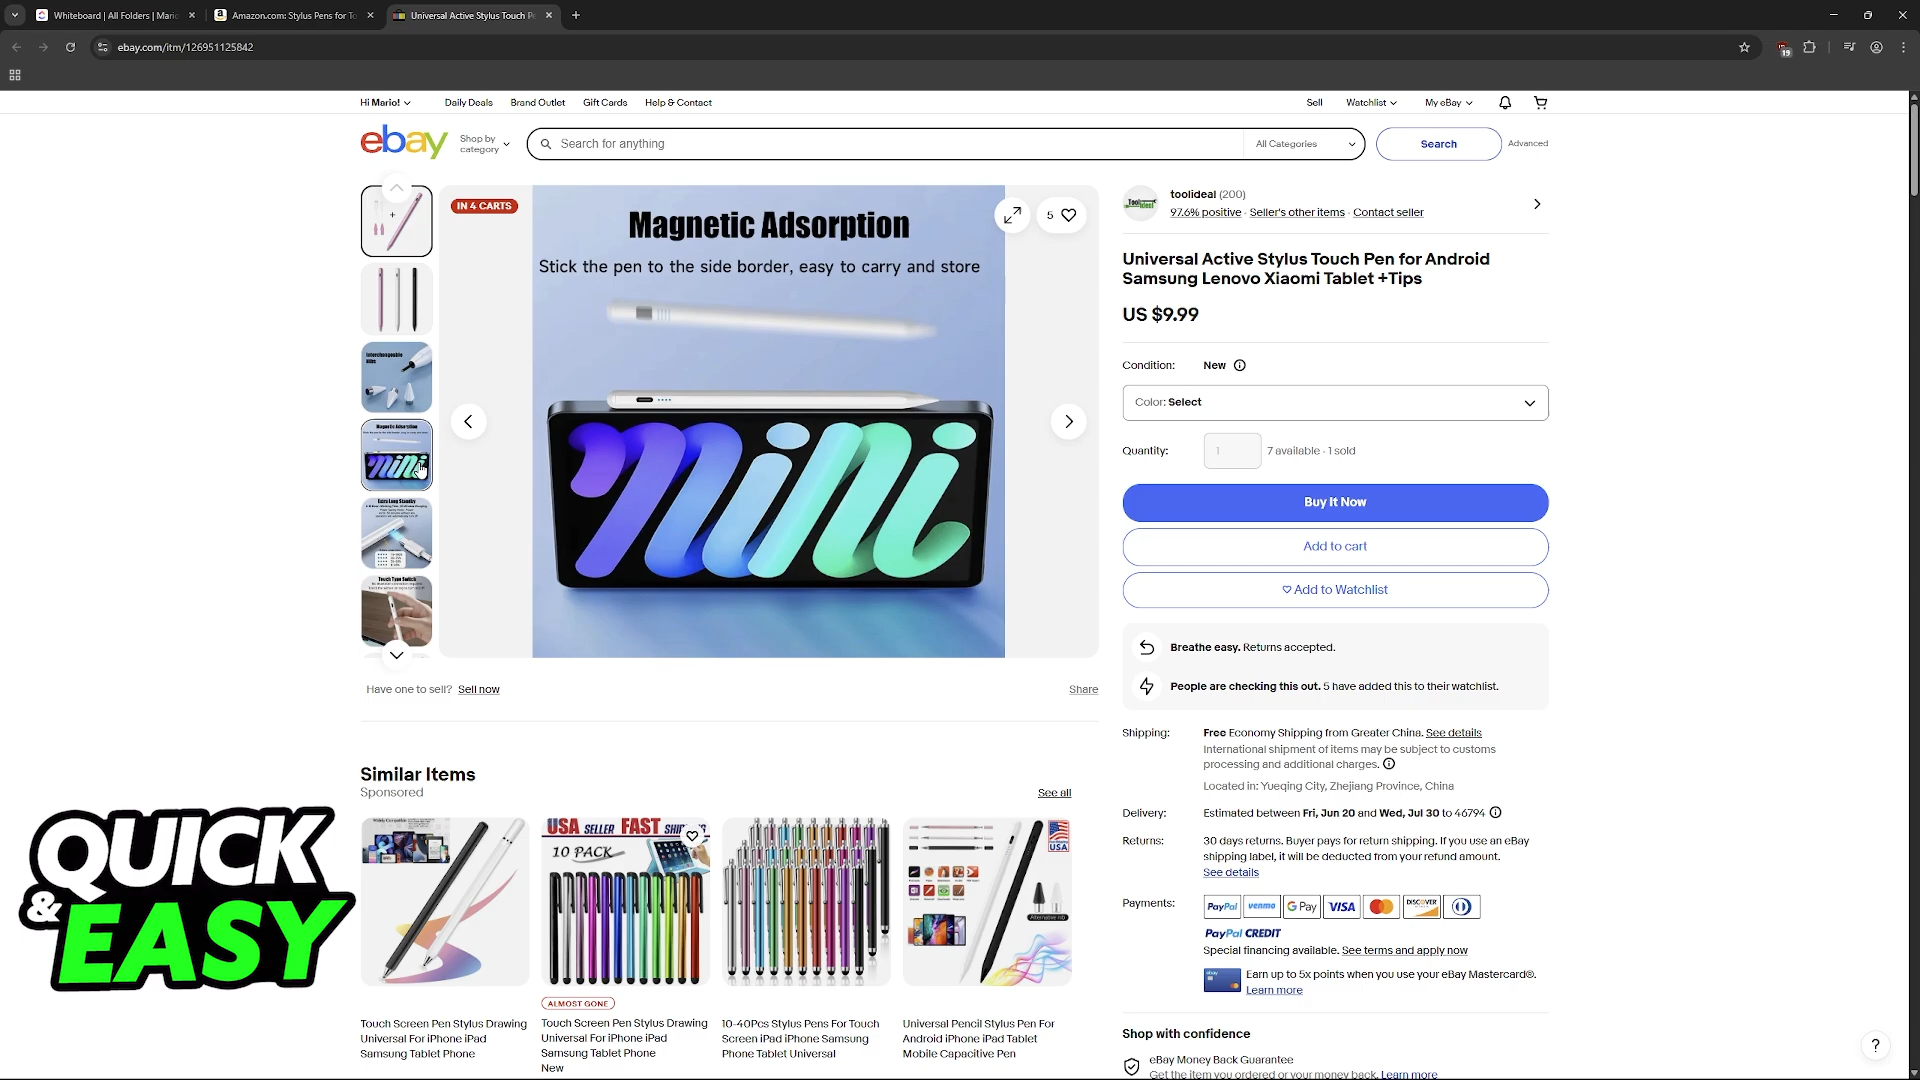 Whiteboard | All Folders | Mario
Amazon.com: Stylus Pens for To
Universal Active Stylus Touch Pe
ebay.com/itm/126951125842
19
Hi Mario!
Daily Deals
Brand Outlet
Gift Cards
Help & Contact
Sell
Watchlist
My eBay
ebay
Shop by
category
Search for anything
All Categories
Search
Advanced
IN 4 CARTS
Magnetic Adsorption
Stick the pen to the side border, easy to carry and store
5
Interchangeable
Nibs
Magnetic Adsorption
Extra Long Standby
Touch Type Switch
Have one to sell? Sell now
Share
toolideal (200)
97.6% positive · Seller's other items · Contact seller
Universal Active Stylus Touch Pen for Android
Samsung Lenovo Xiaomi Tablet +Tips
US $9.99
Condition: New
Color: Select
Quantity: 1 7 available · 1 sold
Buy It Now
Add to cart
Add to Watchlist
Breathe easy. Returns accepted.
People are checking this out. 5 have added this to their watchlist.
Shipping: Free Economy Shipping from Greater China. See details
International shipment of items may be subject to customs
processing and additional charges.
Located in: Yueqing City, Zhejiang Province, China
Delivery: Estimated between Fri, Jun 20 and Wed, Jul 30 to 46794
Returns: 30 days returns. Buyer pays for return shipping. If you use an eBay
shipping label, it will be deducted from your refund amount.
See details
Payments: PayPal venmo G Pay VISA DISCOVER
PayPal CREDIT
Special financing available. See terms and apply now
Earn up to 5x points when you use your eBay Mastercard®.
Learn more
Shop with confidence
eBay Money Back Guarantee
Get the item you ordered or your money back. Learn more
Similar Items
Sponsored
See all
USA SELLER FAST
10 PACK
USA
Alternative nib
ALMOST GONE
Touch Screen Pen Stylus Drawing
Universal For iPhone iPad
Samsung Tablet Phone
Touch Screen Pen Stylus Drawing
Universal For iPhone iPad
Samsung Tablet Phone
New
10-40Pcs Stylus Pens For Touch
Screen iPad iPhone Samsung
Phone Tablet Universal
Universal Pencil Stylus Pen For
Android iPhone iPad Tablet
Mobile Capacitive Pen
QUICK
& EASY
?